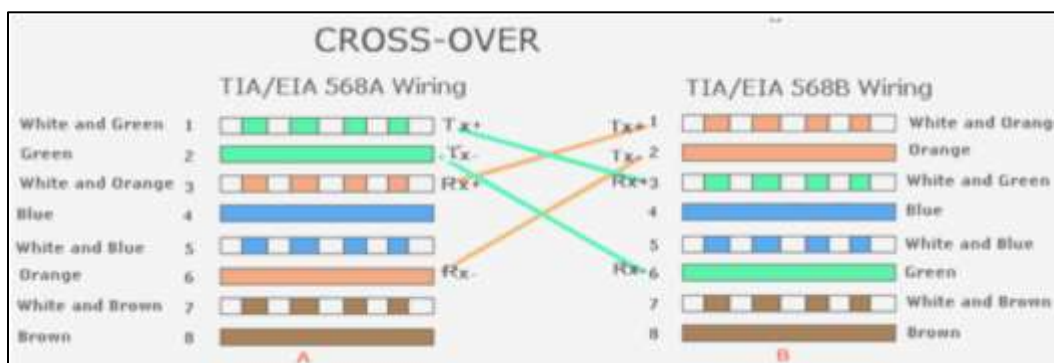 CROSS-OVER
TIA/EIA 568A Wiring
TIA/EIA 568B Wiring
White and Green 1 Tx+
Green 2 Tx-
White and Orange 3 Rx+
Blue 4
White and Blue 5
Orange 6 Rx-
White and Brown 7
Brown 8
A
Tx+ 1 White and Orang
Tx- 2 Orange
Rx+ 3 White and Green
4 Blue
5 White and Blue
Rx- 6 Green
7 White and Brown
8 Brown
B